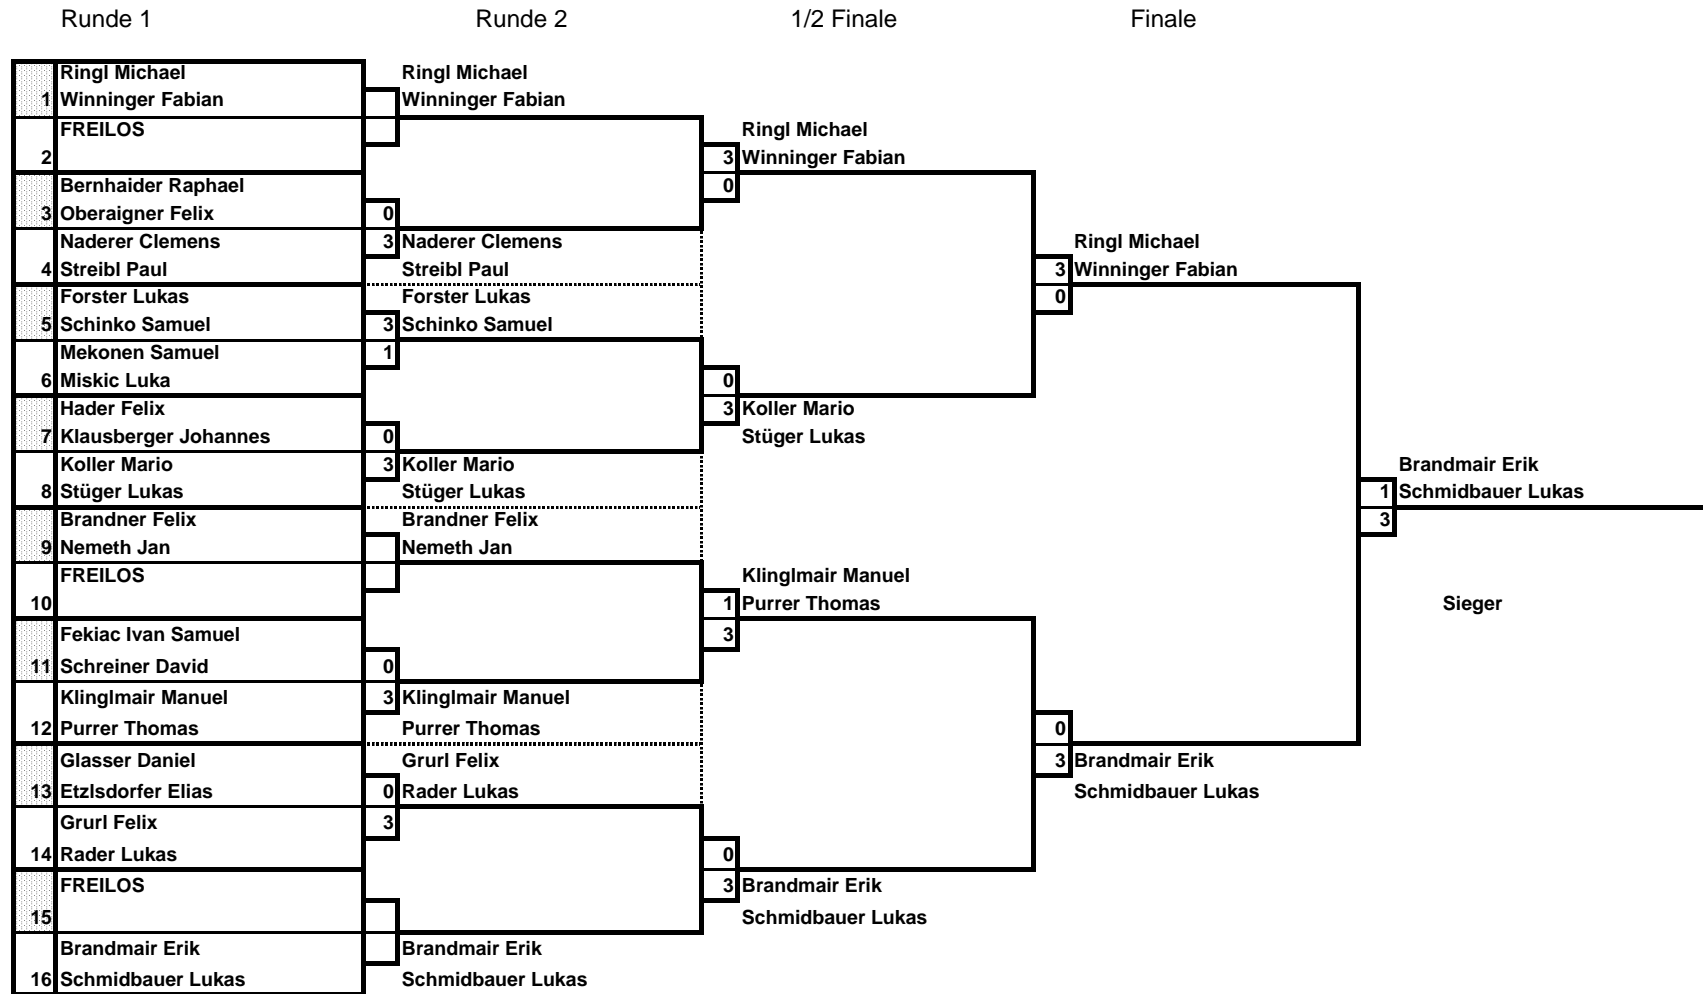 Runde 1 Runde 2 1/2 Finale Finale
Ringl Michael Ringl Michael
1 Winninger Fabian Winninger Fabian
FREILOS Ringl Michael
2 3 Winninger Fabian
Bernhaider Raphael 0
3 Oberaigner Felix 0
Naderer Clemens 3 Naderer Clemens Ringl Michael
4 Streibl Paul Streibl Paul 3 Winninger Fabian
Forster Lukas Forster Lukas 0
5 Schinko Samuel 3 Schinko Samuel
Mekonen Samuel 1
6 Miskic Luka 0
Hader Felix 3 Koller Mario
7 Klausberger Johannes 0 Stüger Lukas
Koller Mario 3 Koller Mario Brandmair Erik
8 Stüger Lukas Stüger Lukas 1 Schmidbauer Lukas
Brandner Felix Brandner Felix 3
9 Nemeth Jan Nemeth Jan
FREILOS Klinglmair Manuel
10 1 Purrer Thomas Sieger
Fekiac Ivan Samuel 3
11 Schreiner David 0
Klinglmair Manuel 3 Klinglmair Manuel
12 Purrer Thomas Purrer Thomas 0
Glasser Daniel Grurl Felix 3 Brandmair Erik
13 Etzlsdorfer Elias 0 Rader Lukas Schmidbauer Lukas
Grurl Felix 3
14 Rader Lukas 0
FREILOS 3 Brandmair Erik
15 Schmidbauer Lukas
Brandmair Erik Brandmair Erik
16 Schmidbauer Lukas Schmidbauer Lukas